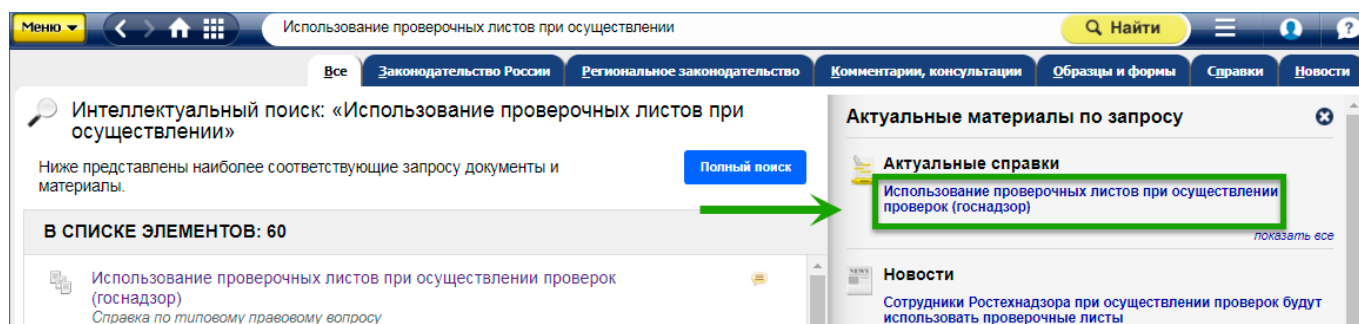 Меню
Использование проверочных листов при осуществлении
Найти
?
Все
Законодательство России
Региональное законодательство
Комментарии, консультации
Образцы и формы
Справки
Новости
Интеллектуальный поиск: «Использование проверочных листов при
осуществлении»
Ниже представлены наиболее соответствующие запросу документы и
материалы.
Полный поиск
В СПИСКЕ ЭЛЕМЕНТОВ: 60
Использование проверочных листов при осуществлении проверок
(госнадзор)
Справка по типовому правовому вопросу
Актуальные материалы по запросу
Актуальные справки
Использование проверочных листов при осуществлении
проверок (госнадзор)
показать все
NEWS
Новости
Сотрудники Ростехнадзора при осуществлении проверок будут
использовать проверочные листы